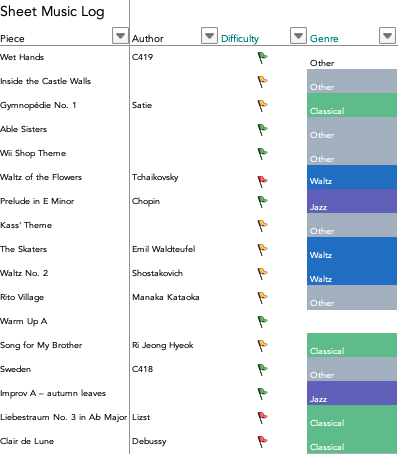 Sheet Music Log
Piece Author Difficulty Genre
Wet Hands C419 Other
Inside the Castle Walls Other
Gymnopédie No. 1 Satie Classical
Able Sisters Other
Wii Shop Theme Other
Waltz of the Flowers Tchaikovsky Waltz
Prelude in E Minor Chopin Jazz
Kass' Theme Other
The Skaters Emil Waldteufel Waltz
Waltz No. 2 Shostakovich Waltz
Rito Village Manaka Kataoka Other
Warm Up A
Song for My Brother Ri Jeong Hyeok Classical
Sweden C418 Other
Improv A – autumn leaves Jazz
Liebestraum No. 3 in Ab Major Lizst Classical
Clair de Lune Debussy Classical